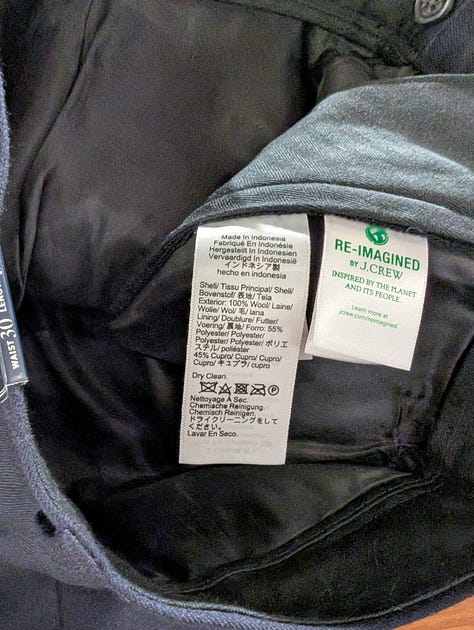 Made In Indonesia
Fabriqué En Indonésie
Hergestellt In Indonesien
Vervaardigd In Indonesië
インドネシア製
hecho en indonesia
Shell/ Tissu Principal/ Shell/
Bovenstof/ 表地/ Tela
Exterior: 100% Wool/ Laine/
Wolle/ Wol/ 毛/ lana
Lining/ Doublure/ Futter/
Voering/ 裏地/ Forro: 55%
Polyester/ Polyester/
Polyester/ Polyester/ ポリエ
ステル/ poliéster
45% Cupro/ Cupro/ Cupro/
Cupro/ キュプラ/ cupro
Dry Clean.
P
Nettoyage À Sec.
Chemische Reinigung.
Chemisch Reinigen.
ドライクリーニングをして
ください。
Lavar En Seco.
RE-IMAGINED
BY J.CREW
INSPIRED BY THE PLANET
AND ITS PEOPLE.
Learn more at
jcrew.com/reimagined
WAIST 30